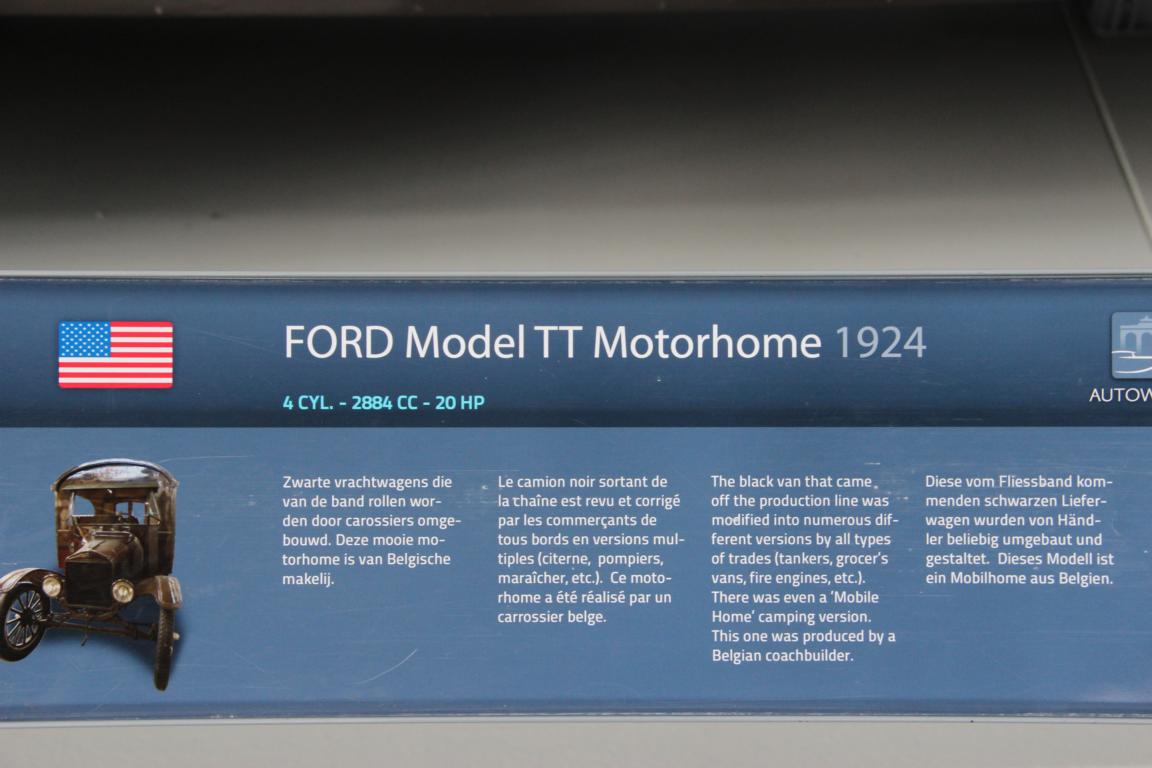 FORD Model TT Motorhome 1924
4 CYL. - 2884 CC - 20 HP
Zwarte vrachtwagens die
van de band rollen wor-
den door carossiers omge-
bouwd. Deze mooie mo-
torhome is van Belgische
makelij.
Le camion noir sortant de
la thaîne est revu et corrigé
par les commerçants de
tous bords en versions mul-
tiples (citerne, pompiers,
maraîcher, etc.). Ce moto-
rhome a été réalisé par un
carrossier belge.
The black van that came
off the production line was
modified into numerous dif-
ferent versions by all types
of trades (tankers, grocer's
vans, fire engines, etc.).
There was even a 'Mobile
Home' camping version.
This one was produced by a
Belgian coachbuilder.
Diese vom Fliessband kom-
menden schwarzen Liefer-
wagen wurden von Händ-
ler beliebig umgebaut und
gestaltet. Dieses Modell ist
ein Mobilhome aus Belgien.